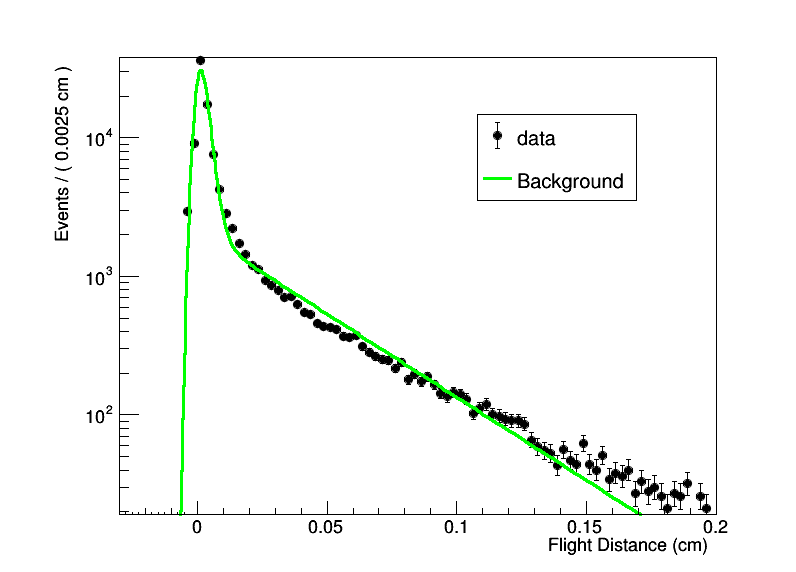 Events / ( 0.0025 cm )
10^4
10^3
10^2
data
Background
0 0.05 0.1 0.15 0.2
Flight Distance (cm)